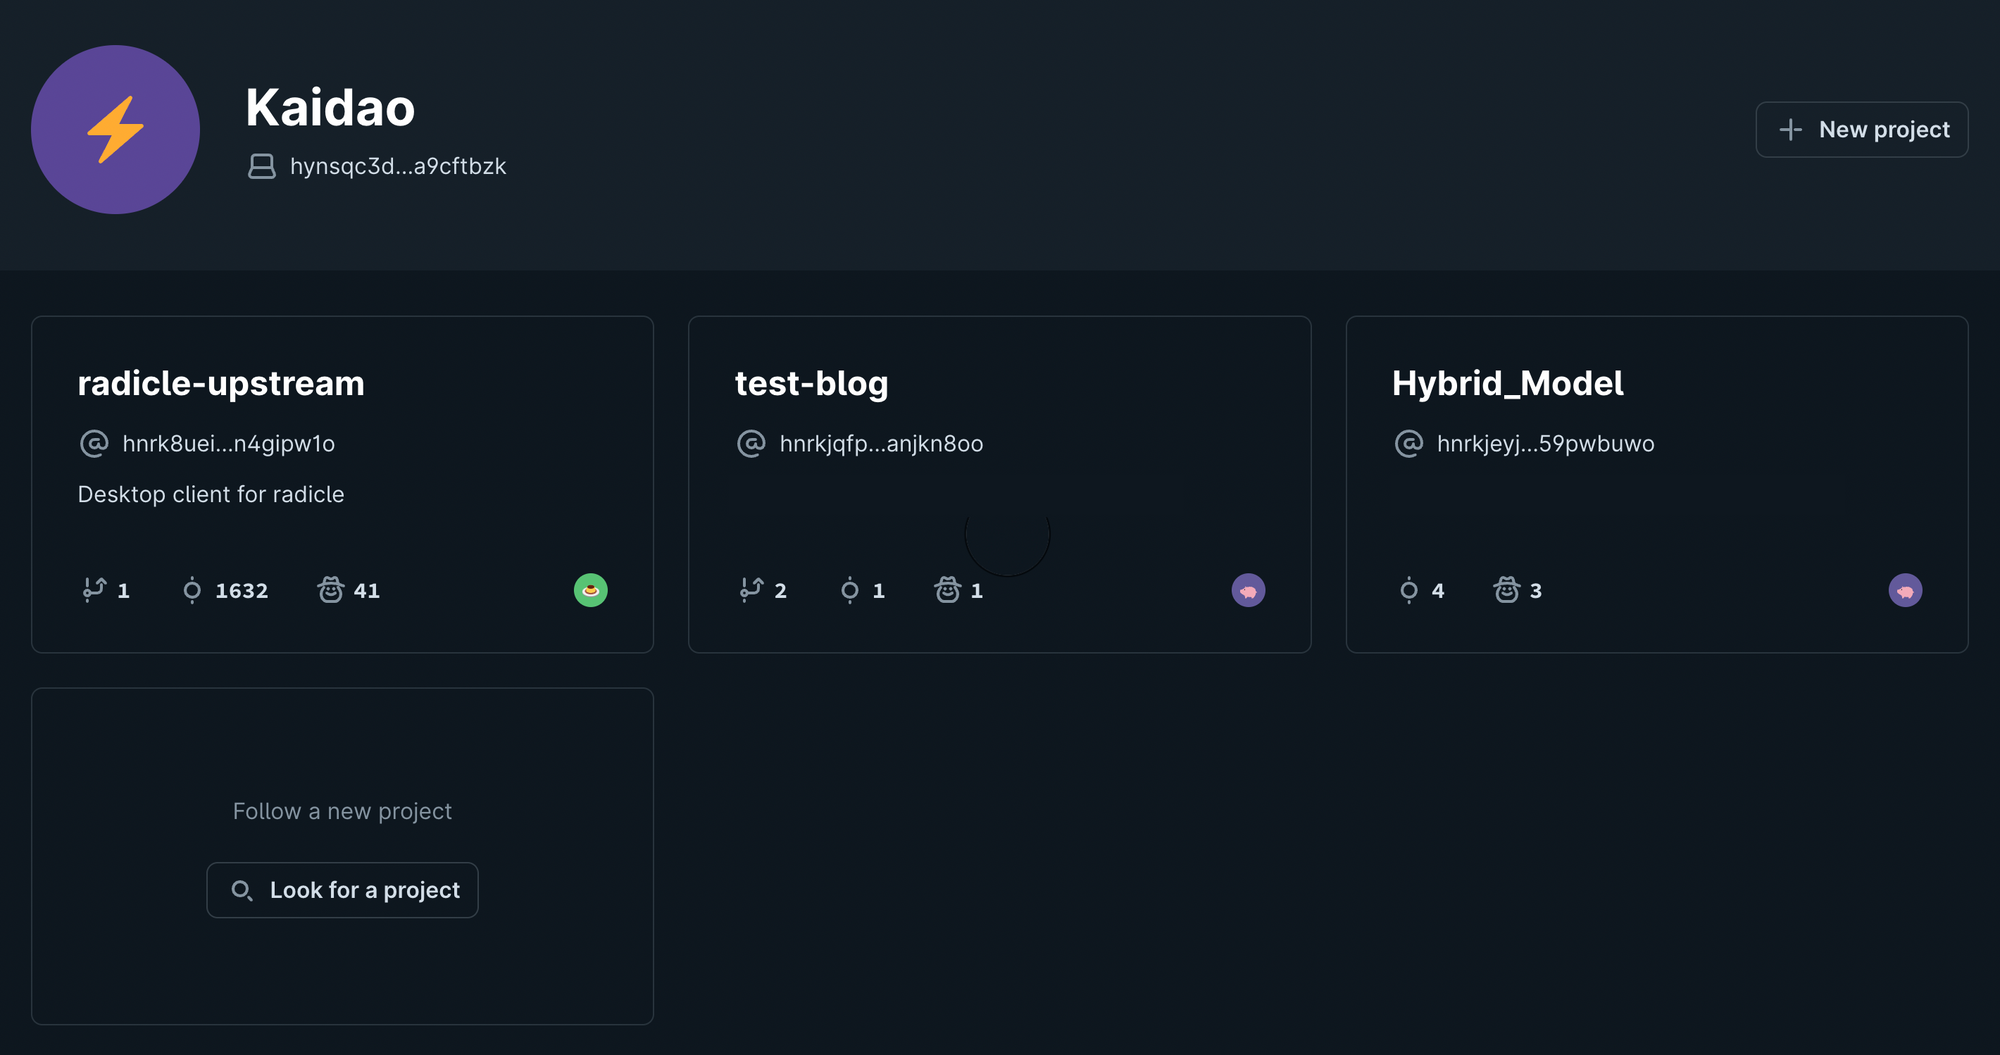 Kaidao
hynsqc3d...a9cftbzk
New project
radicle-upstream
hnrk8uei...n4gipw1o
Desktop client for radicle
1 1632 41
test-blog
hnrkjqfp...anjkn8oo
2 1 1
Hybrid_Model
hnrkjeyj...59pwbuwo
4 3
Follow a new project
Look for a project